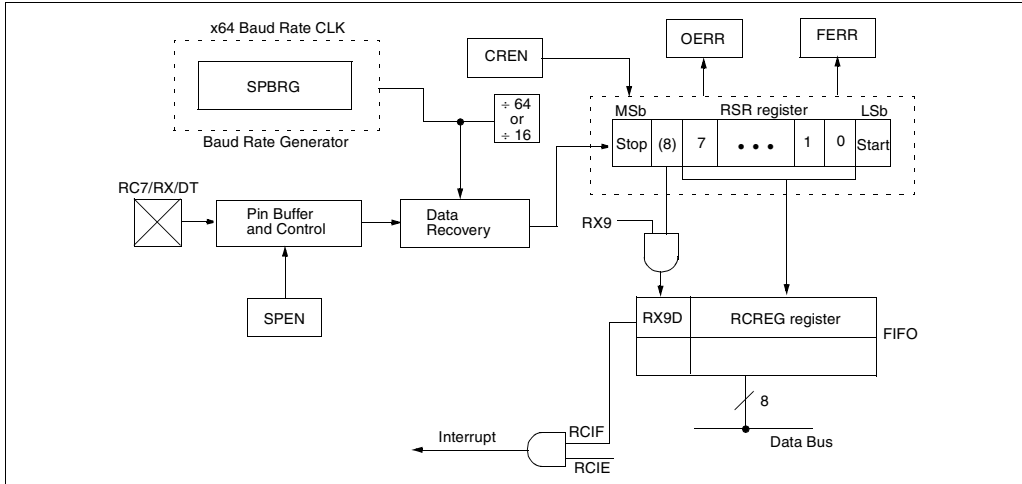 x64 Baud Rate CLK
SPBRG
Baud Rate Generator
CREN
OERR
FERR
÷ 64
or
÷ 16
MSb
RSR register
LSb
Stop
(8)
7
• • •
1
0
Start
RC7/RX/DT
Pin Buffer
and Control
Data
Recovery
SPEN
RX9
RX9D
RCREG register
FIFO
8
Data Bus
Interrupt
RCIF
RCIE